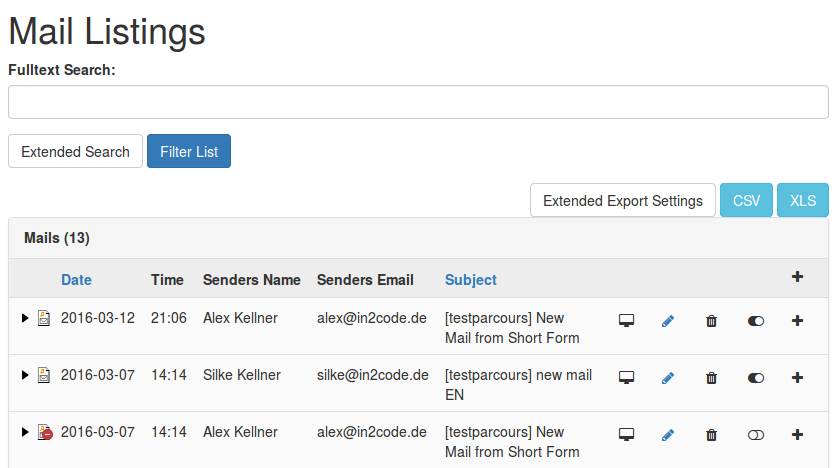 Mail Listings
Fulltext Search:
Extended Search Filter List
Extended Export Settings CSV XLS
Mails (13)
Date Time Senders Name Senders Email Subject
2016-03-12 21:06 Alex Kellner alex@in2code.de [testparcours] New
Mail from Short Form
2016-03-07 14:14 Silke Kellner silke@in2code.de [testparcours] new mail
EN
2016-03-07 14:14 Alex Kellner alex@in2code.de [testparcours] New
Mail from Short Form